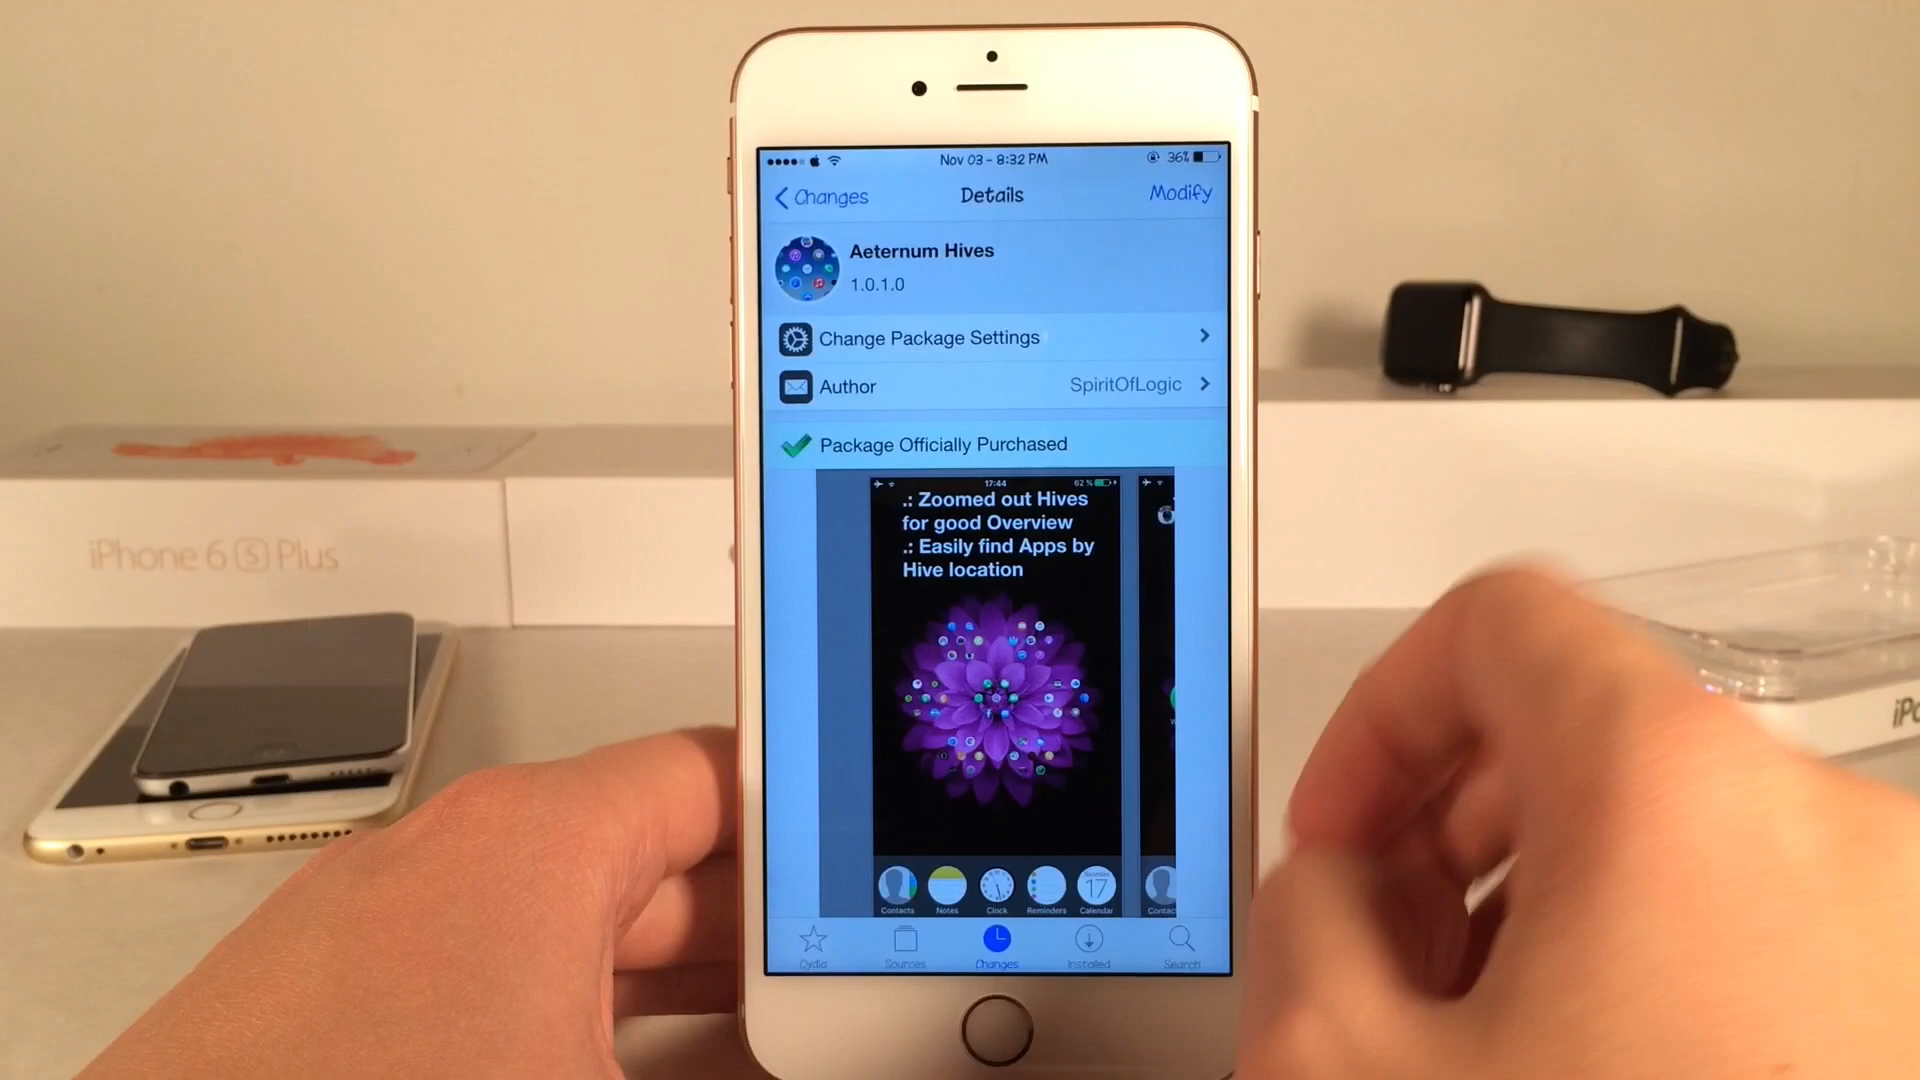 Nov 03 - 8:32 PM
36%
Changes
Details
Modify
Aeternum Hives
1.0.1.0
Change Package Settings
Author
SpiritOfLogic
Package Officially Purchased
17:44
62 %
.: Zoomed out Hives
for good Overview
.: Easily find Apps by
Hive location
iPhone 6 S Plus
17
Contacts
Notes
Clock
Reminders
Calendar
Contac
Cydia
Sources
Changes
Installed
Search